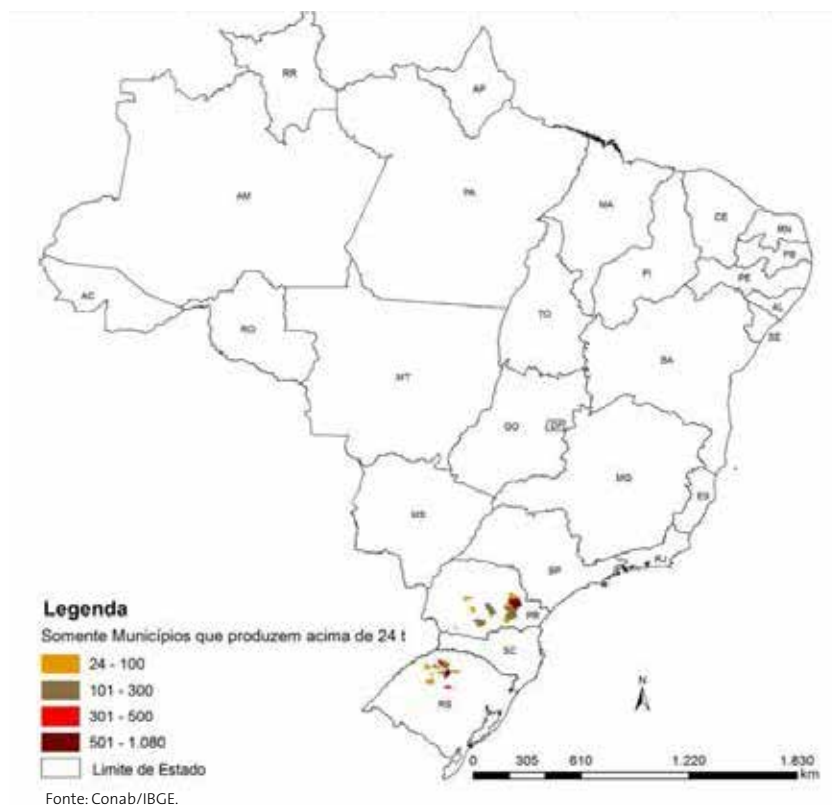 RR
AP
AM
PA
MA
CE
RN
PB
PE
PI
AL
SE
AC
RO
TO
BA
MT
GO
DF
MG
ES
MS
SP
RJ
PR
SC
RS
Legenda
Somente Municípios que produzem acima de 24 t
24 - 100
101 - 300
301 - 500
501 - 1.080
Limite de Estado
N
0 305 610 1.220 1.830
km
Fonte: Conab/IBGE.